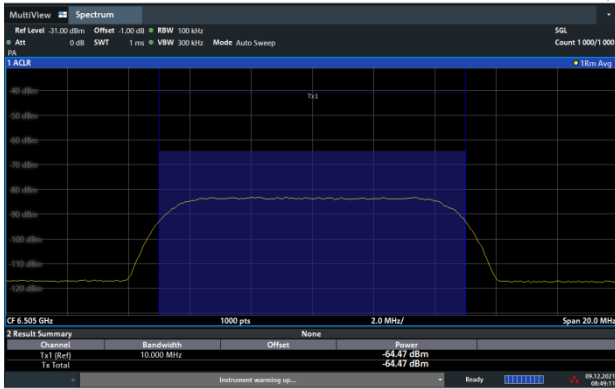 MultiView Spectrum
Ref Level -31.00 dBm Offset -1.00 dB RBW 100 kHz SGL
Att 0 dB SWT 1 ms VBW 300 kHz Mode Auto Sweep Count 1000/1000
PA
1 ACLR 1Rm Avg
-40 dBm
Tx1
-50 dBm
-60 dBm
-70 dBm
-80 dBm
-90 dBm
-100 dBm
-110 dBm
-120 dBm
CF 6.505 GHz 1000 pts 2.0 MHz/ Span 20.0 MHz
2 Result Summary None
Channel Bandwidth Offset Power
Tx1 (Ref) 10.000 MHz -64.47 dBm
Tx Total -64.47 dBm
Instrument warming up... Ready 09.12.2021
08:49:11